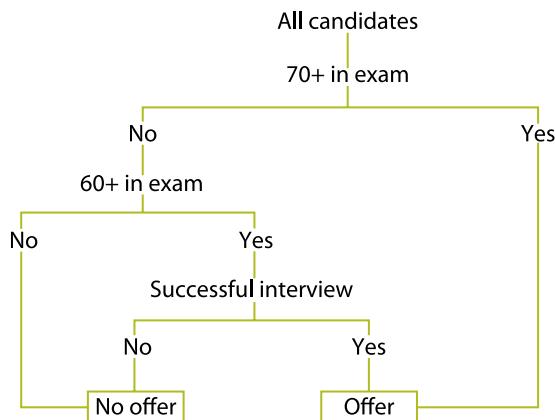 All candidates
70+ in exam
No
Yes
60+ in exam
No
Yes
Successful interview
No
Yes
No offer
Offer